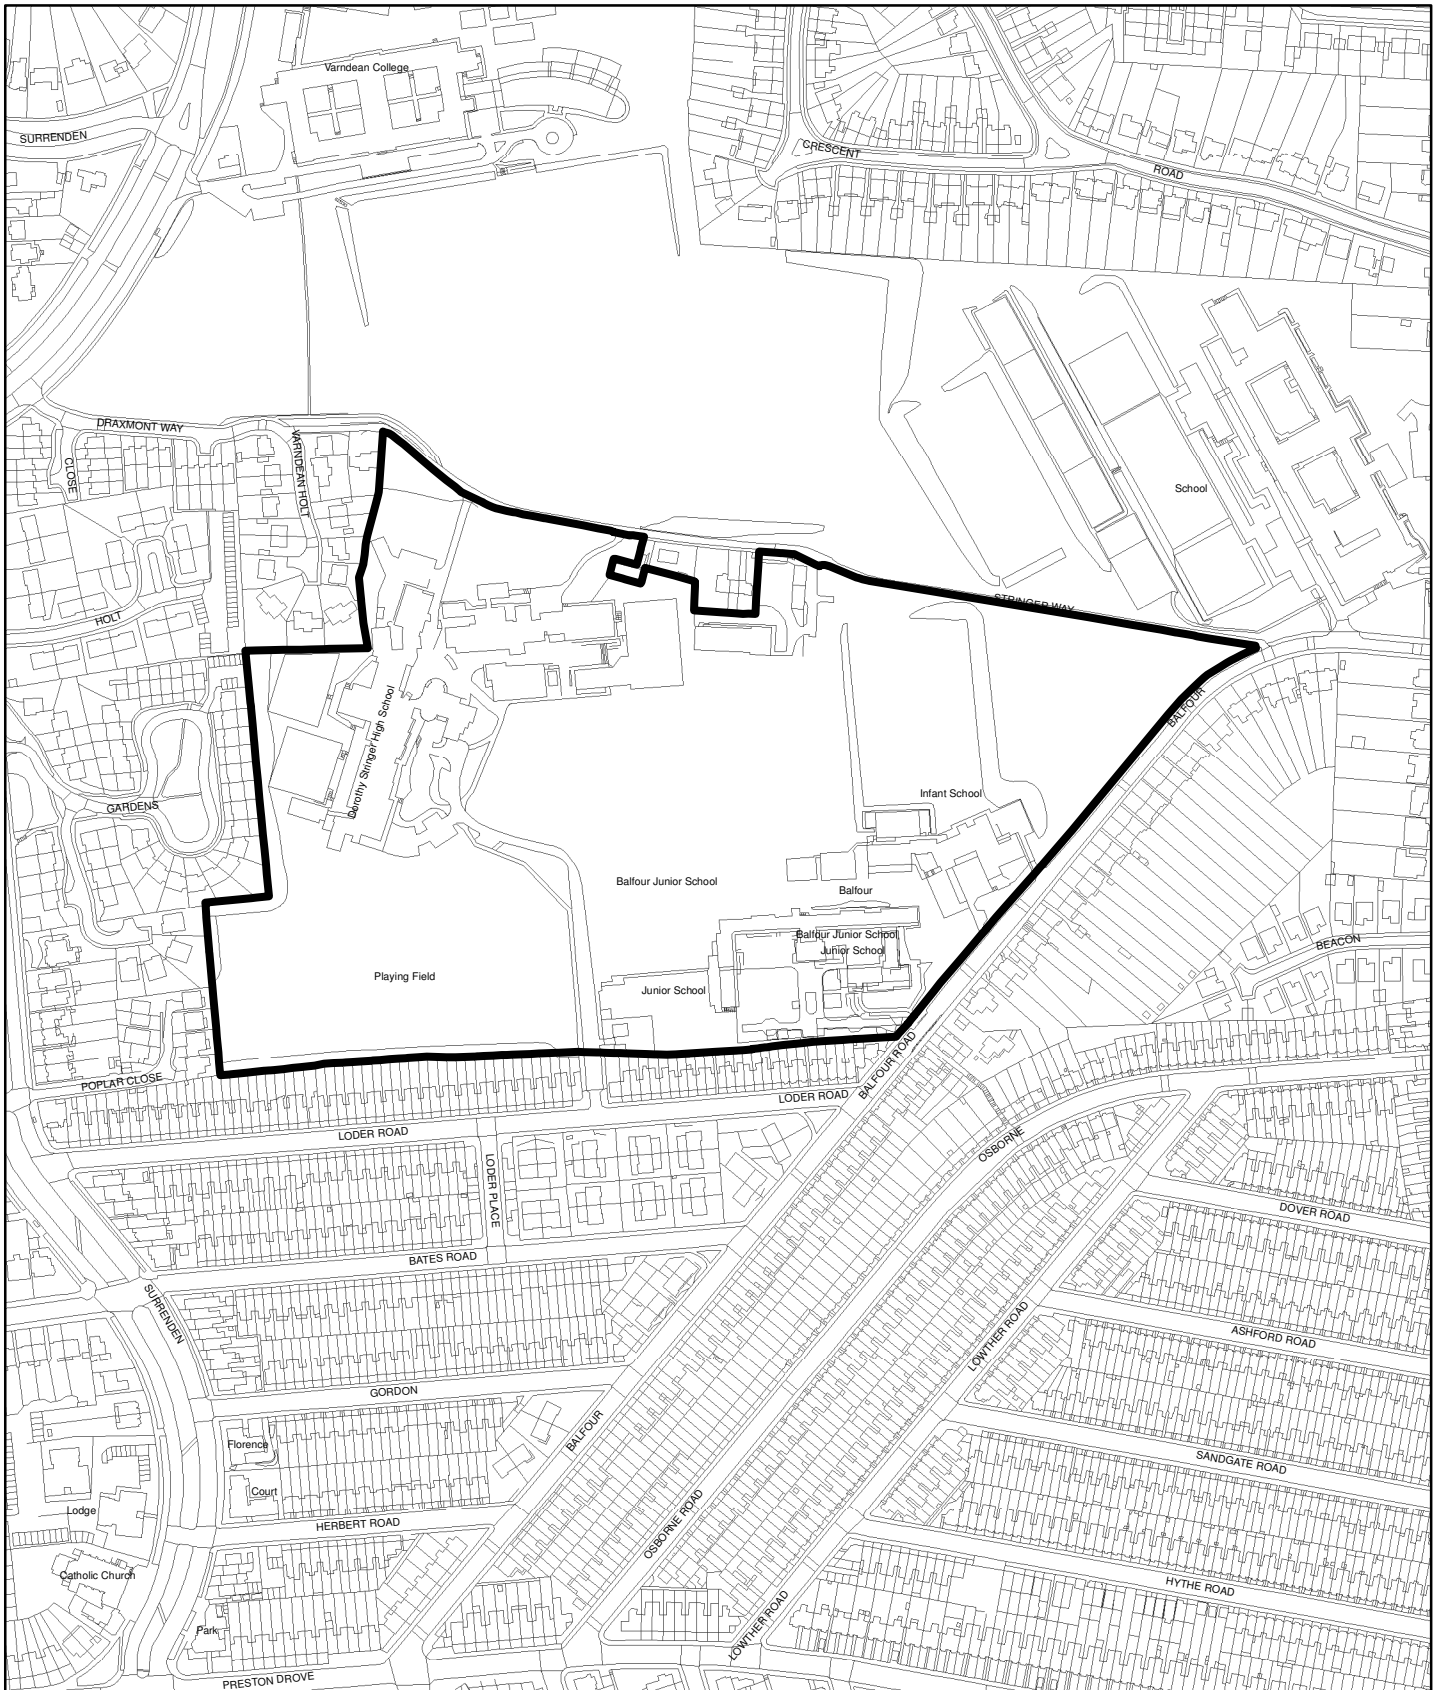 Varndean College
SURRENDEN
CRESCENT
ROAD
DRAXMONT WAY
CLOSE
VARNDEAN HOLT
School
STRINGER WAY
HOLT
BALFOUR
Dorothy Stringer High School
GARDENS
Infant School
Balfour Junior School
Balfour
Balfour Junior School
Junior School
BEACON
Playing Field
Junior School
POPLAR CLOSE
BALFOUR ROAD
LODER ROAD
LODER ROAD
OSBORNE
LODER PLACE
DOVER ROAD
BATES ROAD
SURRENDEN
ASHFORD ROAD
LOWTHER ROAD
GORDON
BALFOUR
Florence
SANDGATE ROAD
Court
Lodge
HERBERT ROAD
OSBORNE ROAD
Catholic Church
HYTHE ROAD
Park
LOWTHER ROAD
PRESTON DROVE